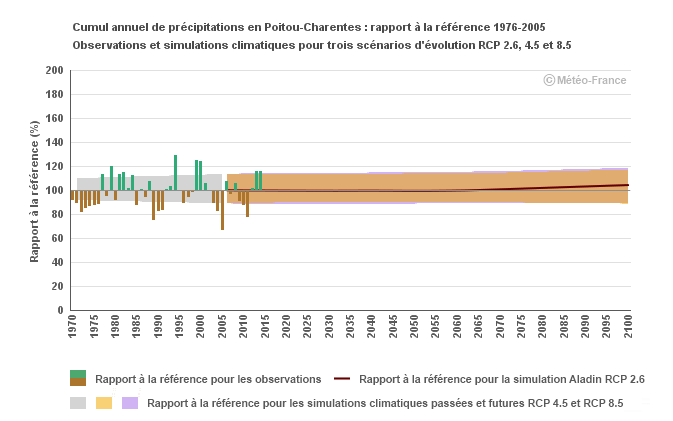 Cumul annuel de précipitations en Poitou-Charentes : rapport à la référence 1976-2005
Observations et simulations climatiques pour trois scénarios d'évolution RCP 2.6, 4.5 et 8.5
© Météo-France
Rapport à la référence (%)
200
180
160
140
120
100
80
60
40
20
0
1970 1975 1980 1985 1990 1995 2000 2005 2010 2015 2020 2025 2030 2035 2040 2045 2050 2055 2060 2065 2070 2075 2080 2085 2090 2095 2100
Rapport à la référence pour les observations Rapport à la référence pour la simulation Aladin RCP 2.6
Rapport à la référence pour les simulations climatiques passées et futures RCP 4.5 et RCP 8.5